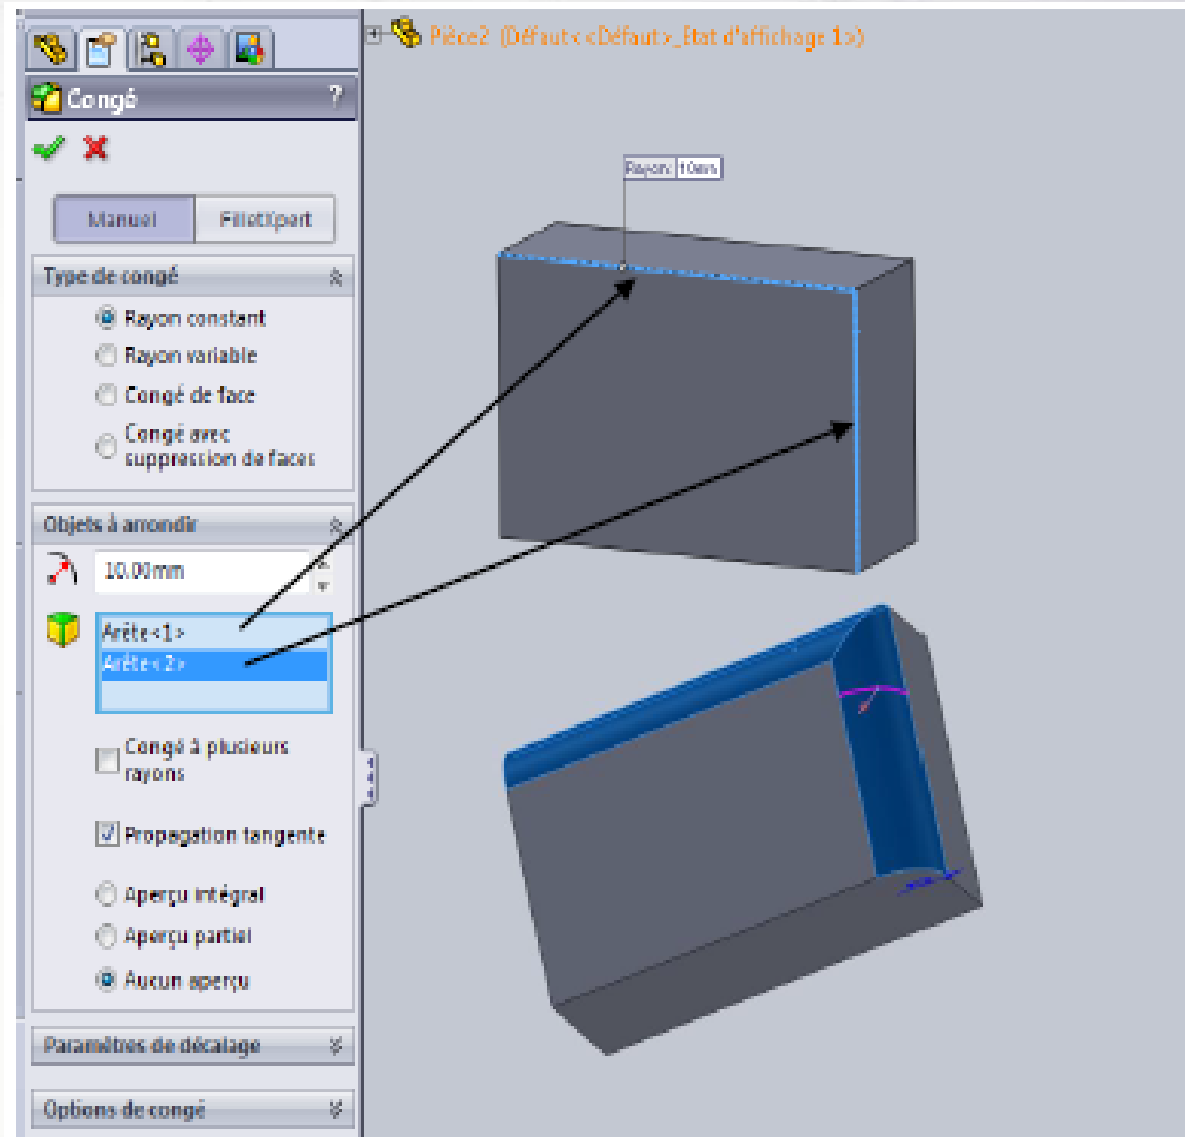 Pièce2 (Défaut<<Défaut>_Etat d'affichage 1>)
Congé ?
Rayon: 10mm
Manuel FilletXpert
Type de congé
Rayon constant
Rayon variable
Congé de face
Congé avec
suppression de faces
Objets à arrondir
10.00mm
Arête<1>
Arête<2>
Congé à plusieurs
rayons
Propagation tangente
Aperçu intégral
Aperçu partiel
Aucun aperçu
Paramètres de décalage
Options de congé